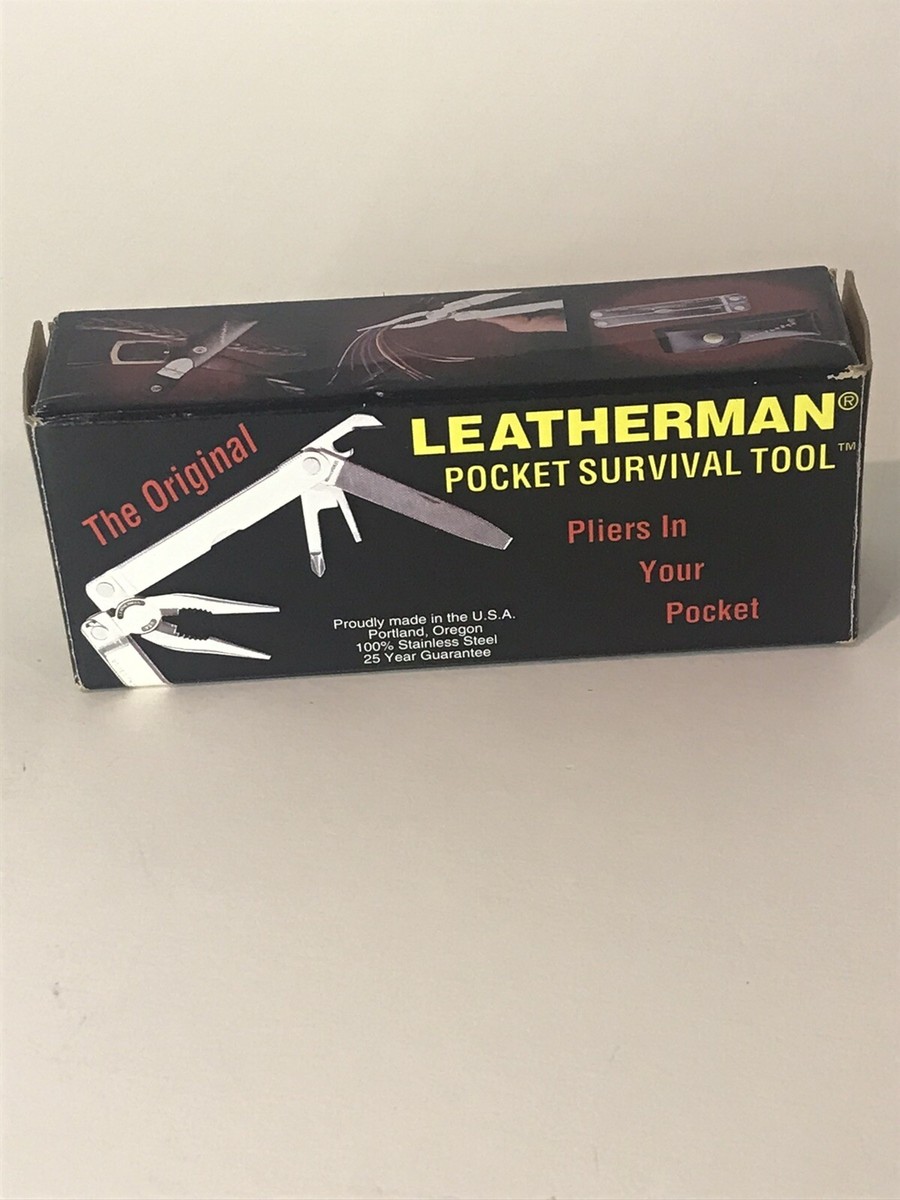 The Original
LEATHERMAN®
POCKET SURVIVAL TOOL™
Pliers In
Your
Pocket
Proudly made in the U.S.A.
Portland, Oregon
100% Stainless Steel
25 Year Guarantee